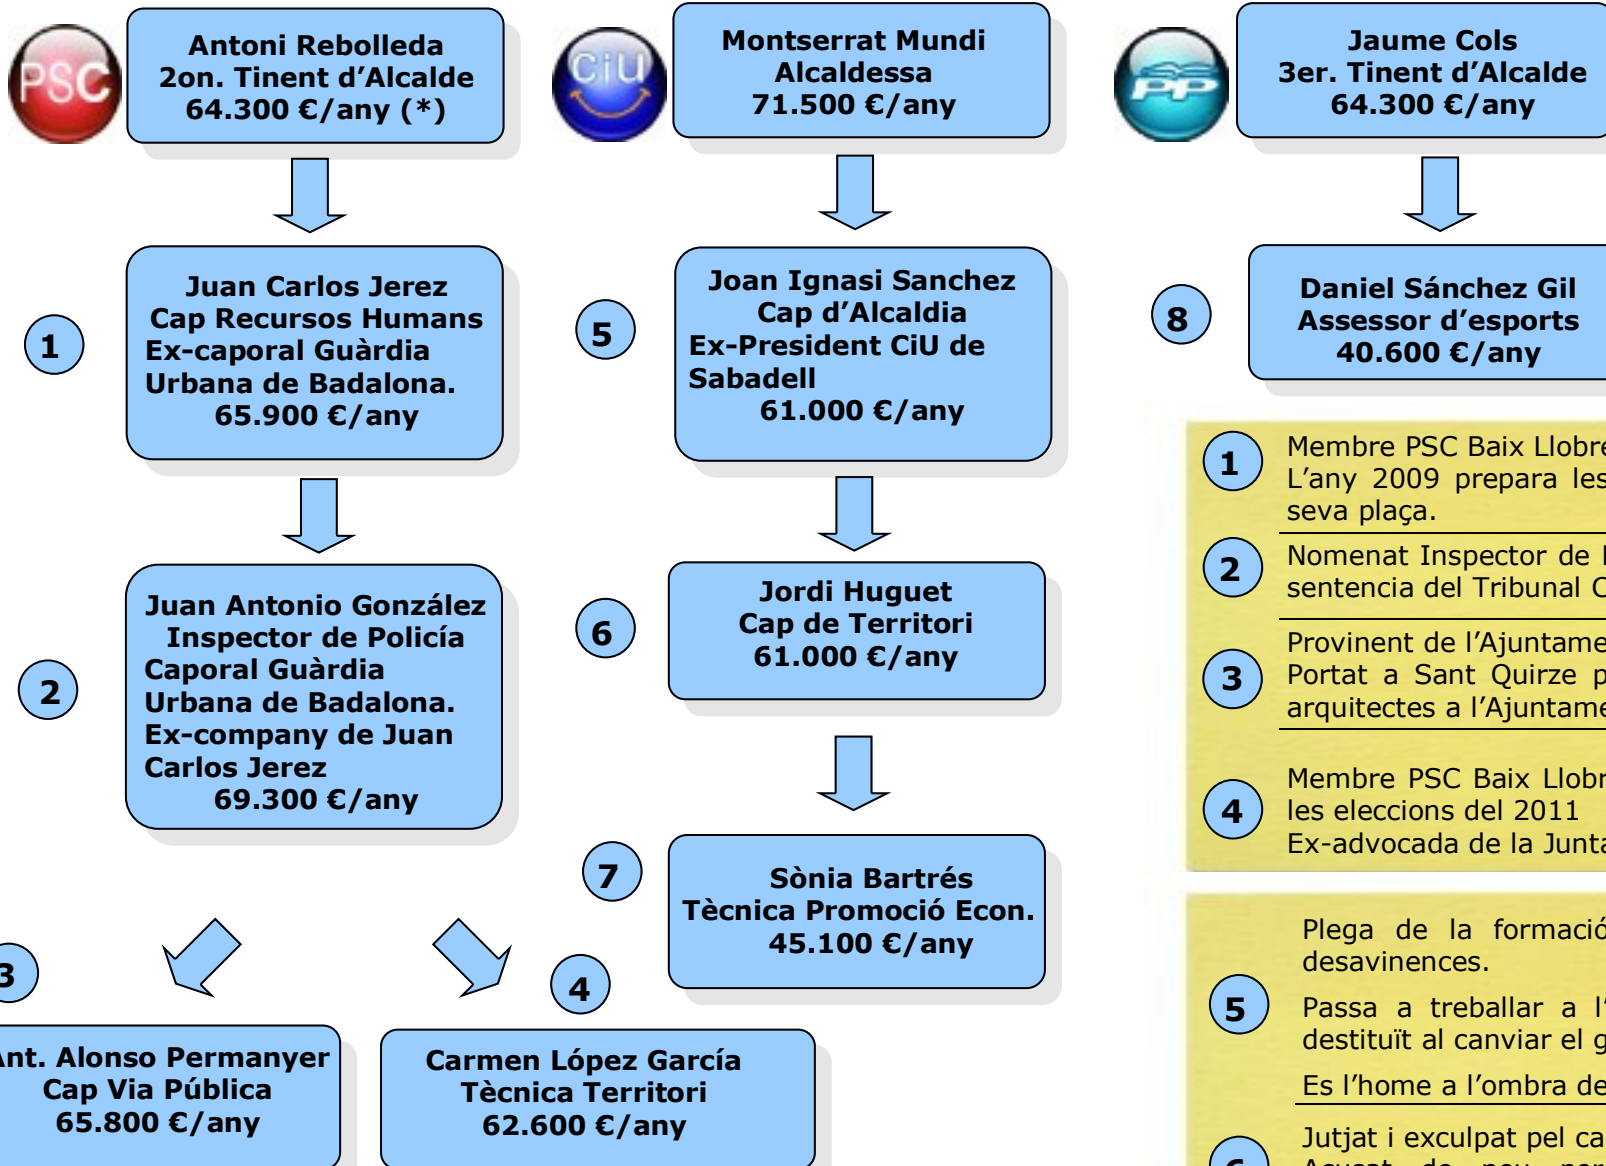 PSC
Antoni Rebolleda
2on. Tinent d'Alcalde
64.300 €/any (*)
CiU
Montserrat Mundi
Alcaldessa
71.500 €/any
PP
Jaume Cols
3er. Tinent d'Alcalde
64.300 €/any
1
Juan Carlos Jerez
Cap Recursos Humans
Ex-caporal Guàrdia
Urbana de Badalona.
65.900 €/any
5
Joan Ignasi Sanchez
Cap d'Alcaldia
Ex-President CiU de
Sabadell
61.000 €/any
8
Daniel Sánchez Gil
Assessor d'esports
40.600 €/any
2
Juan Antonio González
Inspector de Policía
Caporal Guàrdia
Urbana de Badalona.
Ex-company de Juan
Carlos Jerez
69.300 €/any
6
Jordi Huguet
Cap de Territori
61.000 €/any
7
Sònia Bartrés
Tècnica Promoció Econ.
45.100 €/any
3
Ant. Alonso Permanyer
Cap Via Pública
65.800 €/any
4
Carmen López García
Tècnica Territori
62.600 €/any
1
Membre PSC Baix
L'any 2009 prepara les
seva plaça.
2
Nomenat Inspector de
sentencia del Tribunal
3
Provinent de
Portat a Sant Quirze
arquitectes a
4
Membre PSC Baix
les eleccions del 2011
Ex-advocada de la
5
Plega de la formació
desavinences.
Passa a treballar a
destituït al canviar el
Es l'home a l'ombra
6
Jutjat i exculpat pel